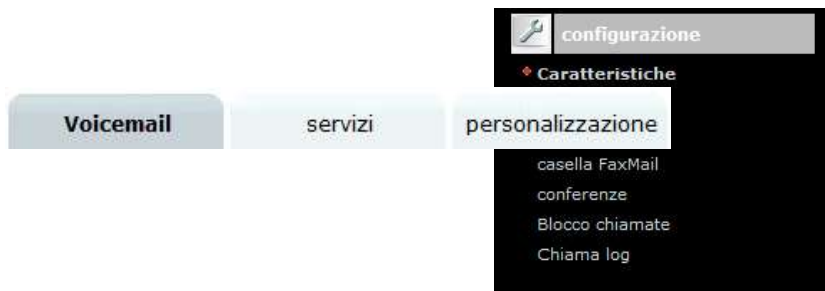 configurazione
Caratteristiche
Voicemail servizi personalizzazione
casella FaxMail
conferenze
Blocco chiamate
Chiama log